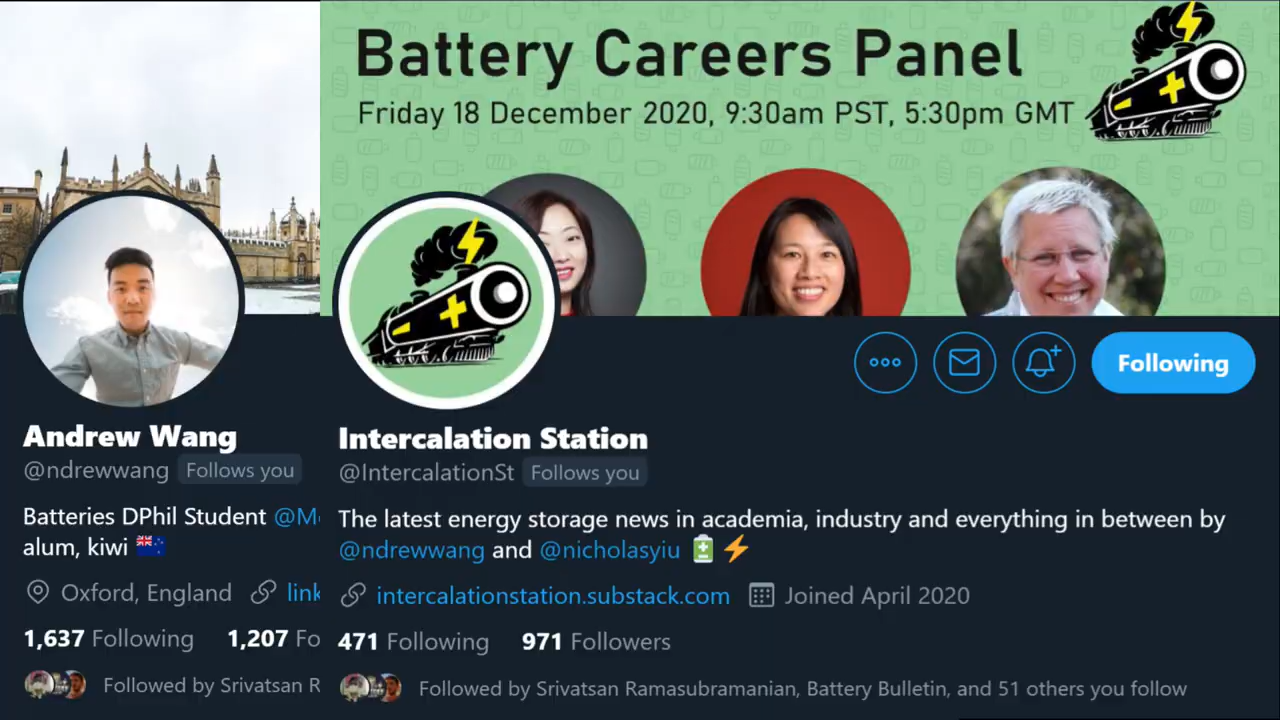 Battery Careers Panel
Friday 18 December 2020, 9:30am PST, 5:30pm GMT
Andrew Wang
@ndrewwang Follows you
Batteries DPhil Student
alum, kiwi
Oxford, England link
1,637 Following 1,207 Fo
Followed by Srivatsan R
Following
Intercalation Station
@IntercalationSt Follows you
The latest energy storage news in academia, industry and everything in between by
@ndrewwang and @nicholasyiu
intercalationstation.substack.com Joined April 2020
471 Following 971 Followers
Followed by Srivatsan Ramasubramanian, Battery Bulletin, and 51 others you follow